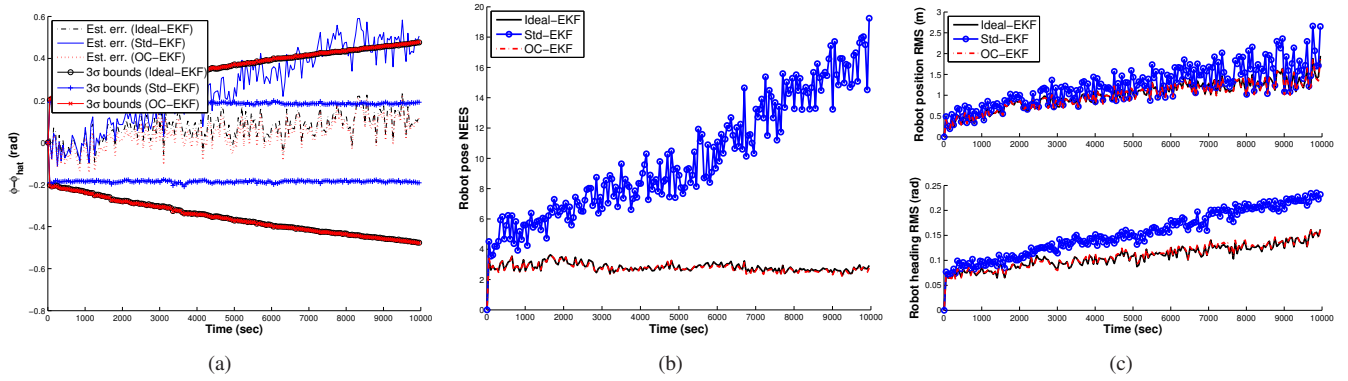 0.6
0.4
0.2
0
−0.2
−0.4
−0.6
−0.8
φ−φhat (rad)
Est. err. (Ideal−EKF)
Est. err. (Std−EKF)
Est. err. (OC−EKF)
3σ bounds (Ideal−EKF)
3σ bounds (Std−EKF)
3σ bounds (OC−EKF)
0 1000 2000 3000 4000 5000 6000 7000 8000 9000 10000
Time (sec)
(a)
20
18
16
14
12
10
8
6
4
2
0
Robot pose NEES
Ideal−EKF
Std−EKF
OC−EKF
0 1000 2000 3000 4000 5000 6000 7000 8000 9000 10000
Time (sec)
(b)
3.5
3
2.5
2
1.5
1
0.5
0
Robot position RMS (m)
Ideal−EKF
Std−EKF
OC−EKF
0 1000 2000 3000 4000 5000 6000 7000 8000 9000 10000
0.25
0.2
0.15
0.1
0.05
0
Robot heading RMS (rad)
0 1000 2000 3000 4000 5000 6000 7000 8000 9000 10000
Time (sec)
(c)